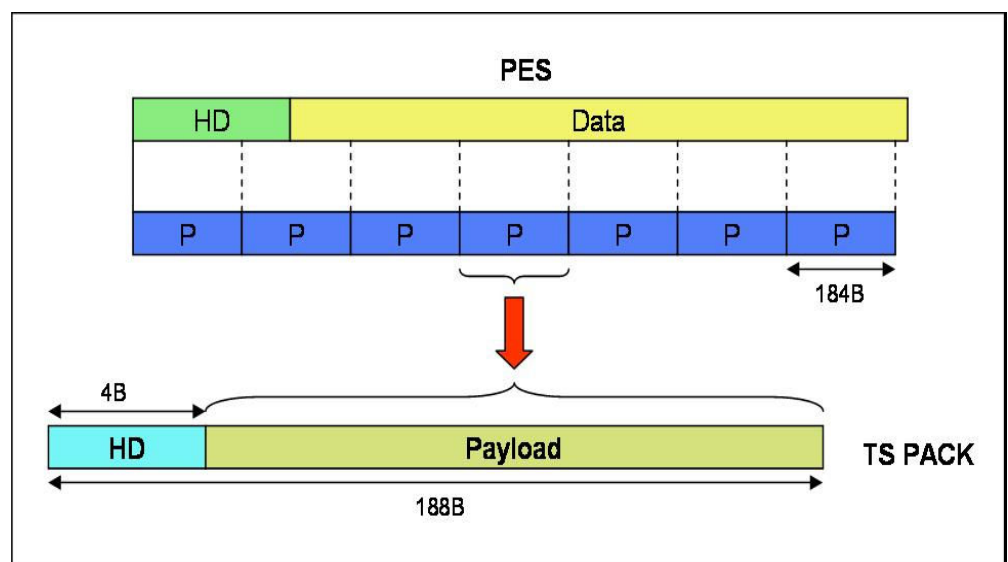 PES
HD Data
P P P P P P P
184B
4B
HD Payload TS PACK
188B